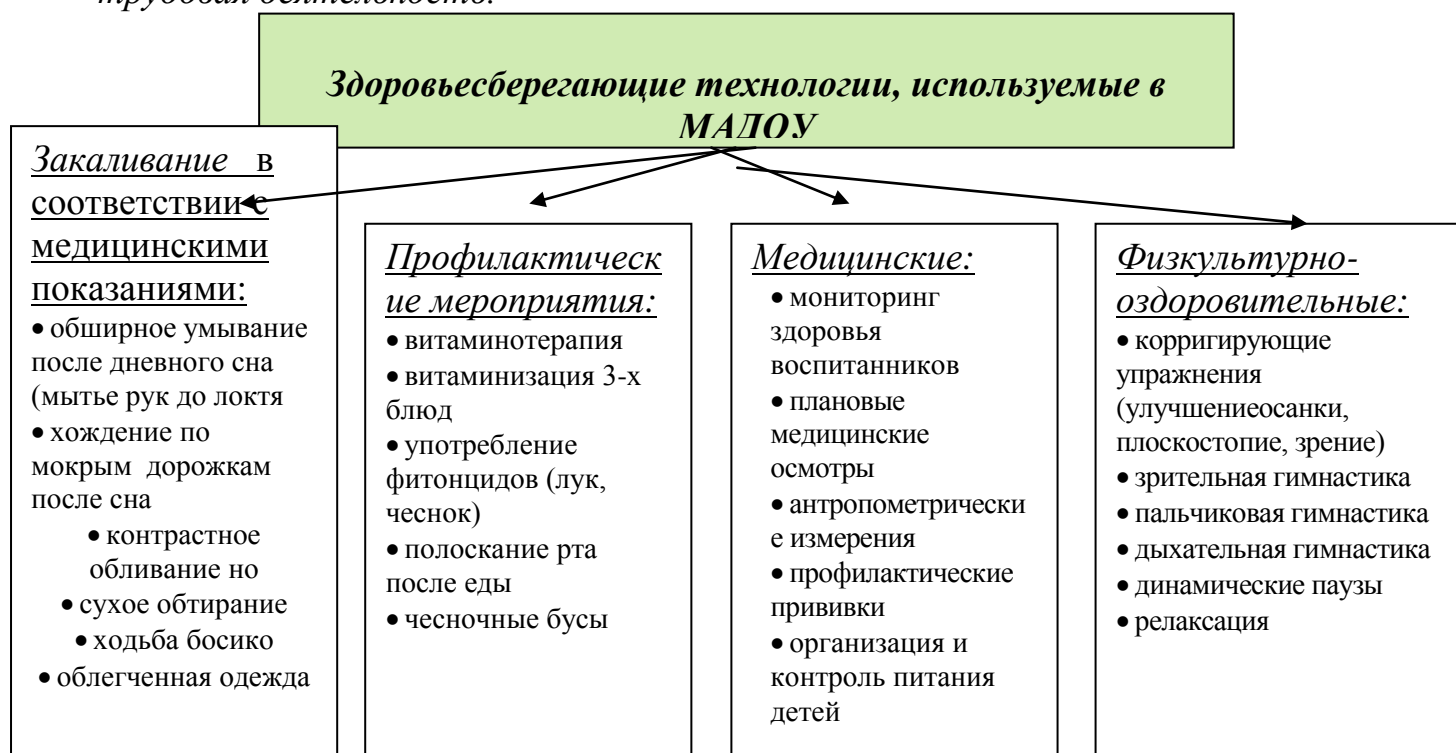 трудовая деятельность.
Здоровьесберегающие технологии, используемые в
МАДОУ
Закаливание в
соответствии с
медицинскими
показаниями:
• обширное умывание
после дневного сна
(мытье рук до локтя
• хождение по
мокрым дорожкам
после сна
• контрастное
обливание но
• сухое обтирание
• ходьба босико
• облегченная одежда
Профилактическ
ие мероприятия:
• витаминотерапия
• витаминизация 3-х
блюд
• употребление
фитонцидов (лук,
чеснок)
• полоскание рта
после еды
• чесночные бусы
Медицинские:
• мониторинг
здоровья
воспитанников
• плановые
медицинские
осмотры
• антропометрически
е измерения
• профилактические
прививки
• организация и
контроль питания
детей
Физкультурно-
оздоровительные:
• корригирующие
упражнения
(улучшениеосанки,
плоскостопие, зрение)
• зрительная гимнастика
• пальчиковая гимнастика
• дыхательная гимнастика
• динамические паузы
• релаксация